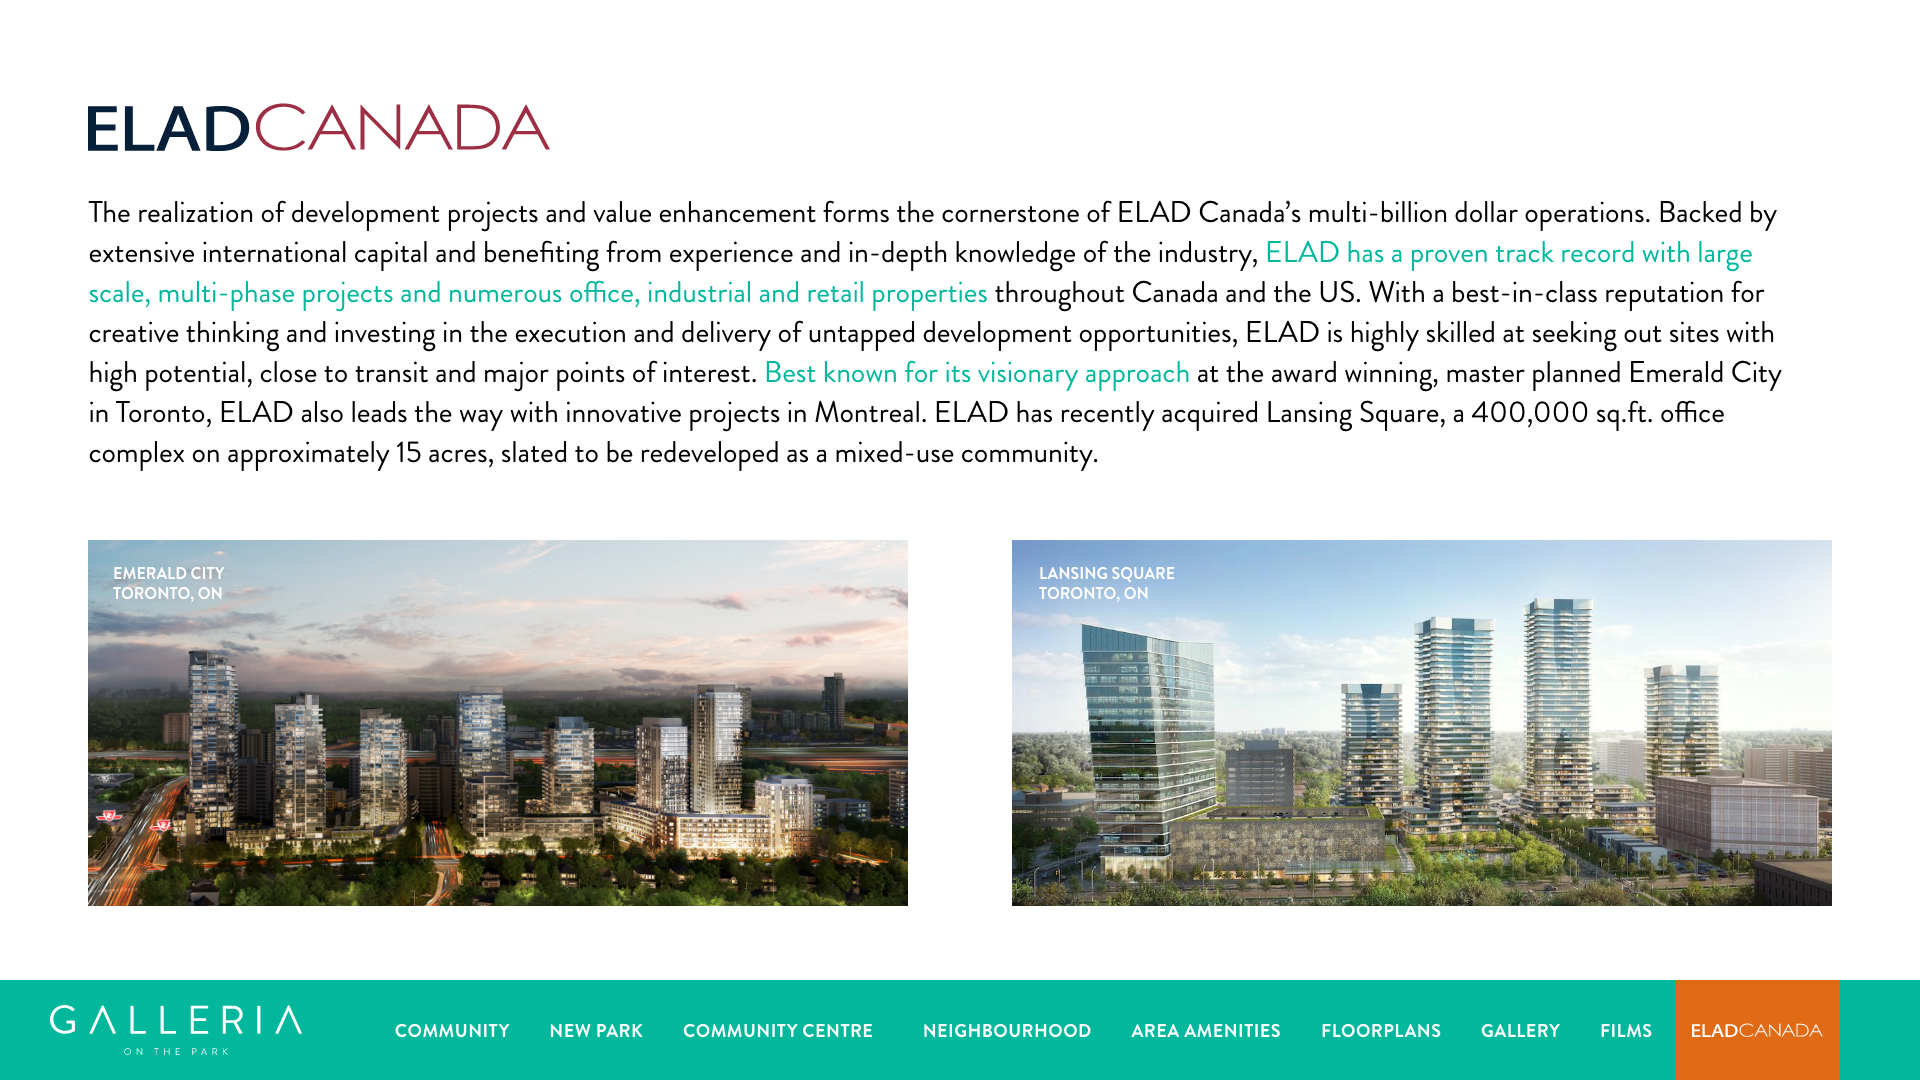 ELADCANADA
The realization of development projects and value enhancement forms the cornerstone of ELAD Canada’s multi-billion dollar operations. Backed by
extensive international capital and benefiting from experience and in-depth knowledge of the industry, ELAD has a proven track record with large
scale, multi-phase projects and numerous office, industrial and retail properties throughout Canada and the US. With a best-in-class reputation for
creative thinking and investing in the execution and delivery of untapped development opportunities, ELAD is highly skilled at seeking out sites with
high potential, close to transit and major points of interest. Best known for its visionary approach at the award winning, master planned Emerald City
in Toronto, ELAD also leads the way with innovative projects in Montreal. ELAD has recently acquired Lansing Square, a 400,000 sq.ft. office
complex on approximately 15 acres, slated to be redeveloped as a mixed-use community.
EMERALD CITY
TORONTO, ON
LANSING SQUARE
TORONTO, ON
GALLERIA
ON THE PARK
COMMUNITY
NEW PARK
COMMUNITY CENTRE
NEIGHBOURHOOD
AREA AMENITIES
FLOORPLANS
GALLERY
FILMS
ELADCANADA